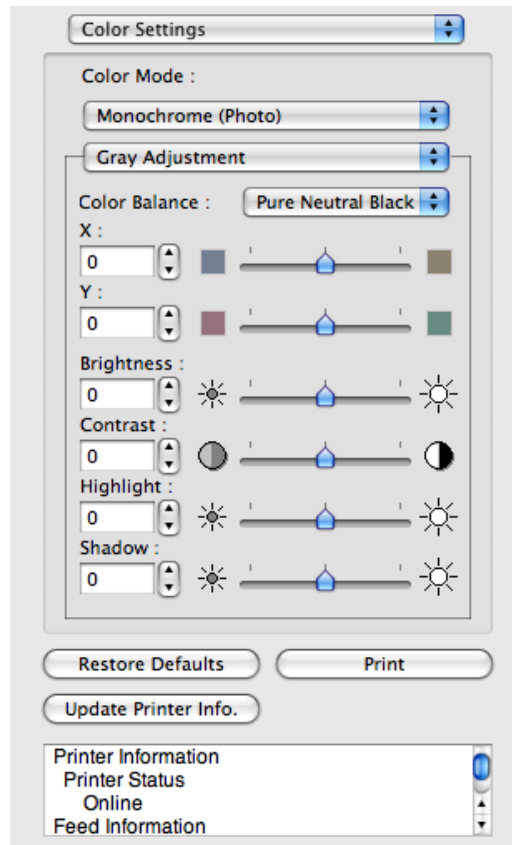 Color Settings
Color Mode :
Monochrome (Photo)
Gray Adjustment
Color Balance : Pure Neutral Black
X :
0
Y :
0
Brightness :
0
Contrast :
0
Highlight :
0
Shadow :
0
Restore Defaults Print
Update Printer Info.
Printer Information
Printer Status
Online
Feed Information